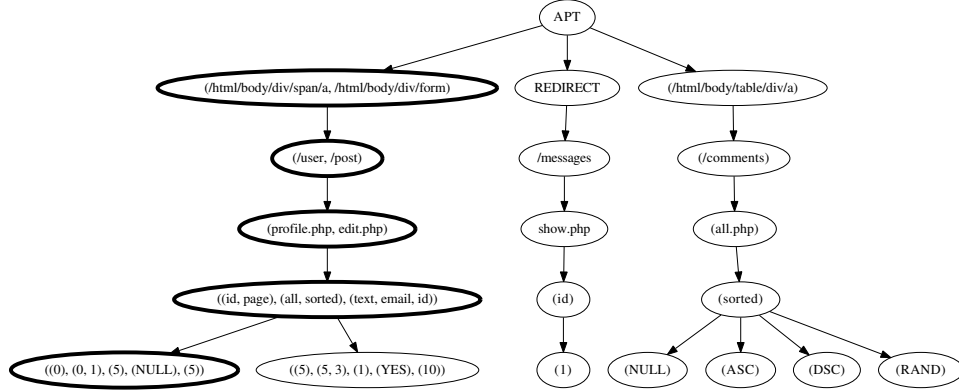 APT
(/html/body/div/span/a, /html/body/div/form)
REDIRECT
(/html/body/table/div/a)
(/user, /post)
/messages
(/comments)
(profile.php, edit.php)
show.php
(all.php)
((id, page), (all, sorted), (text, email, id))
(id)
(sorted)
((0), (0, 1), (5), (NULL), (5))
((5), (5, 3), (1), (YES), (10))
(1)
(NULL)
(ASC)
(DSC)
(RAND)